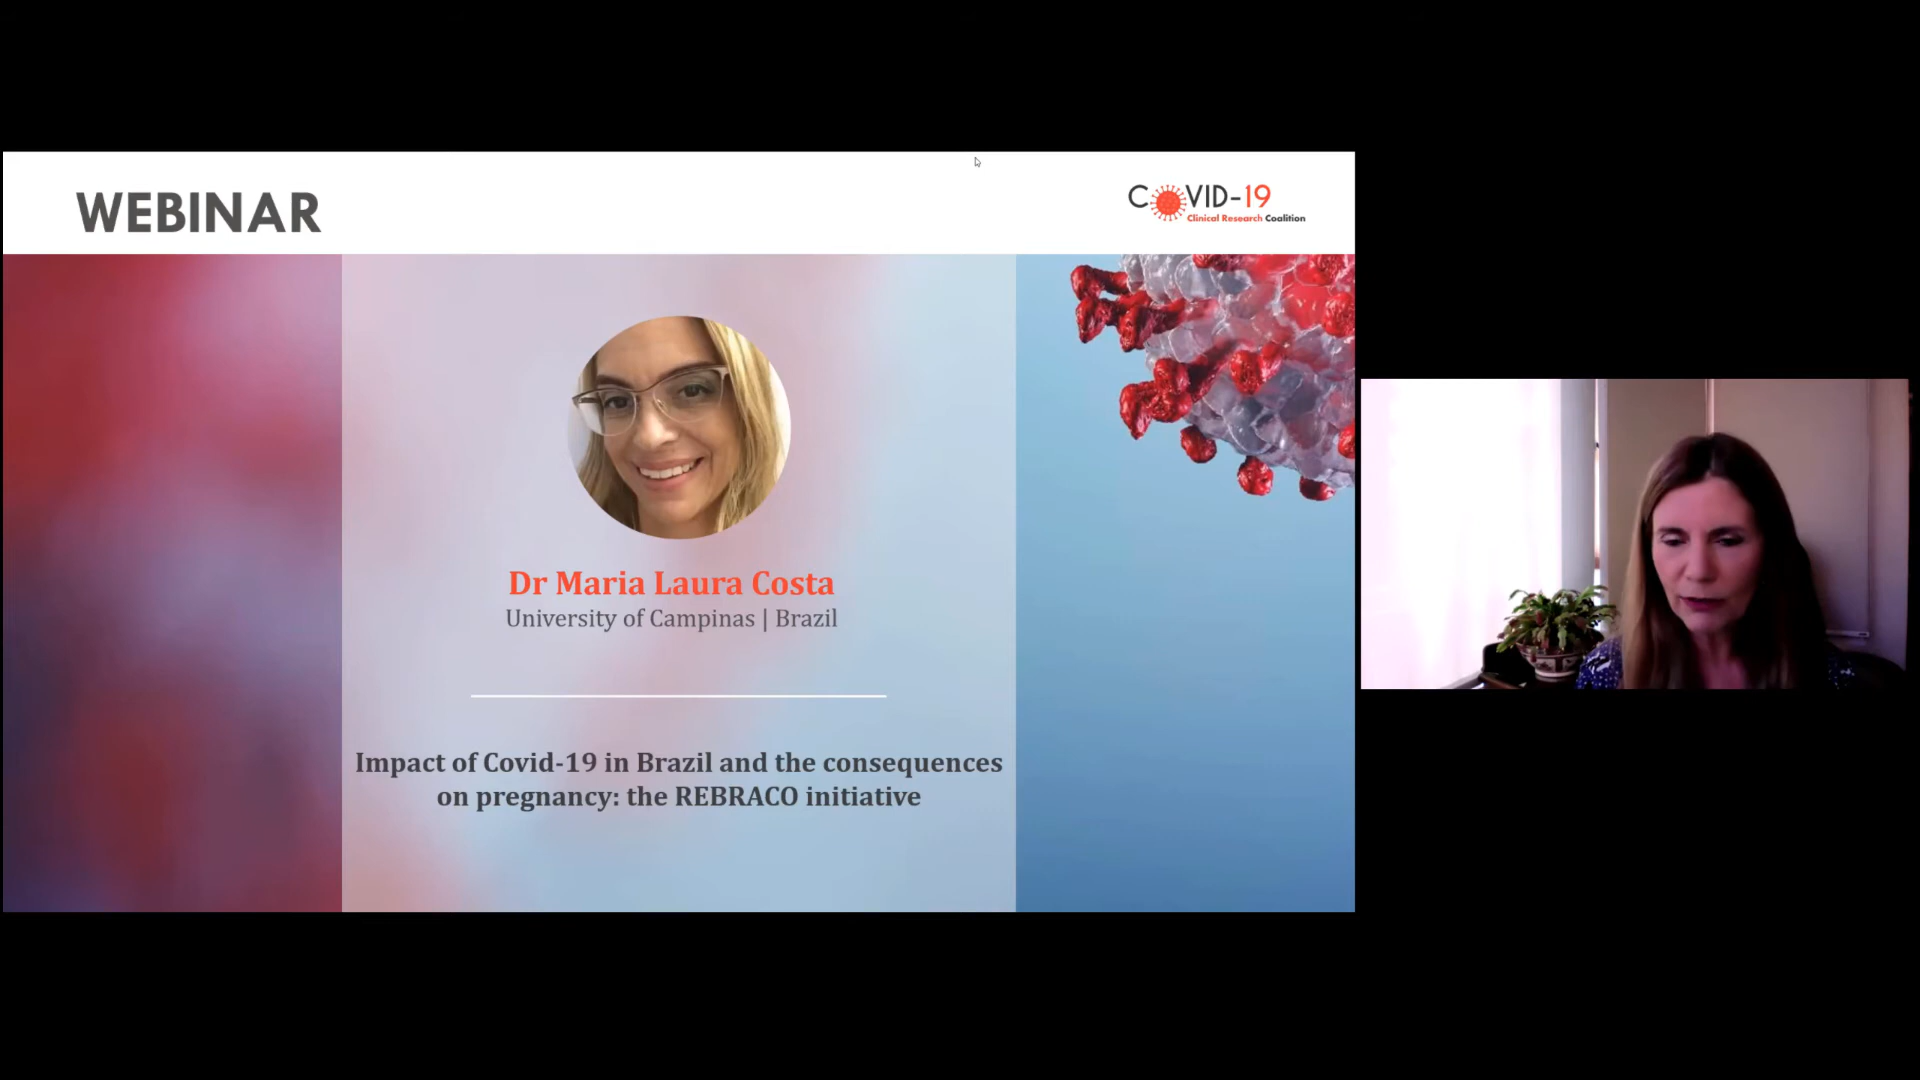 WEBINAR
COVID-19
Clinical Research Coalition
Dr Maria Laura Costa
University of Campinas | Brazil
Impact of Covid-19 in Brazil and the consequences
on pregnancy: the REBRACO initiative